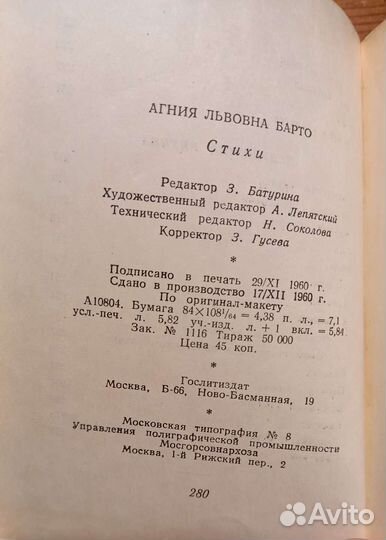 АГНИЯ ЛЬВОВНА БАРТО
Стихи
Редактор З. Батурина
Художественный редактор А. Лепятский
Технический редактор Н. Соколова
Корректор З. Гусева
*
Подписано в печать 29/XI 1960 г.
Сдано в производство 17/XII 1960 г.
По оригинал-макету
А10804. Бумага 84×108¹/₆₄ = 4,38 п. л.,= 7,1
усл.-печ. л. 5,82 уч.-изд. л. + 1 вкл. = 5,84
Зак. № 1116 Тираж 50 000
Цена 45 коп.
Гослитиздат
Москва, Б-66, Ново-Басманная, 19
*
Московская типография № 8
Управления полиграфической промышленности
Мосгорсовнархоза
Москва, 1-й Рижский пер., 2
280
Avito